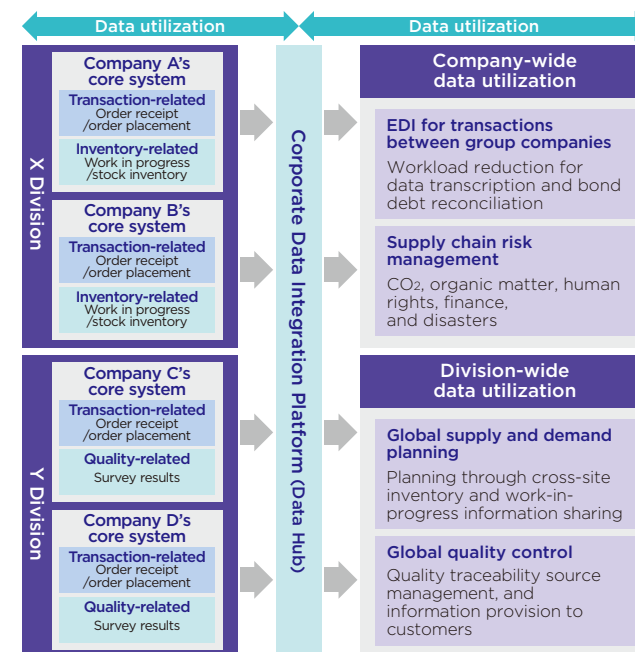 Data utilization
Data utilization
X Division
Company A's
core system
Transaction-related
Order receipt
/order placement
Inventory-related
Work in progress
/stock inventory
Company B's
core system
Transaction-related
Order receipt
/order placement
Inventory-related
Work in progress
/stock inventory
Y Division
Company C's
core system
Transaction-related
Order receipt
/order placement
Quality-related
Survey results
Company D's
core system
Transaction-related
Order receipt
/order placement
Quality-related
Survey results
Corporate Data Integration Platform (Data Hub)
Company-wide
data utilization
EDI for transactions
between group companies
Workload reduction for
data transcription and bond
debt reconciliation
Supply chain risk
management
CO2, organic matter, human
rights, finance,
and disasters
Division-wide
data utilization
Global supply and demand
planning
Planning through cross-site
inventory and work-in-
progress information sharing
Global quality control
Quality traceability source
management, and
information provision to
customers